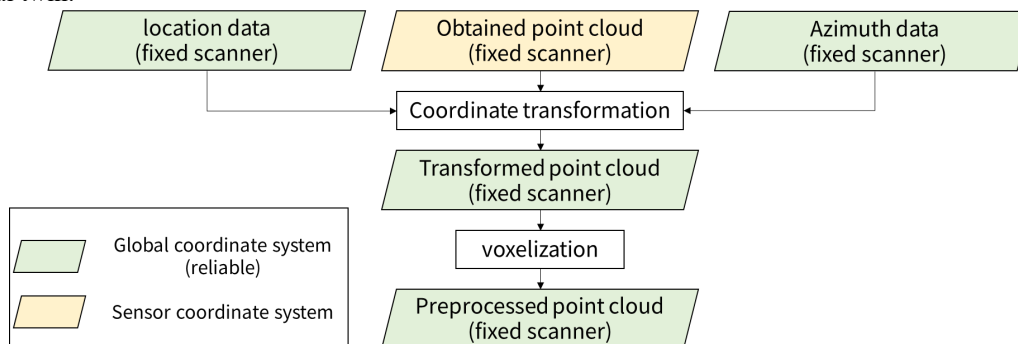 location data
(fixed scanner)
Obtained point cloud
(fixed scanner)
Azimuth data
(fixed scanner)
Coordinate transformation
Transformed point cloud
(fixed scanner)
voxelization
Preprocessed point cloud
(fixed scanner)
Global coordinate system
(reliable)
Sensor coordinate system